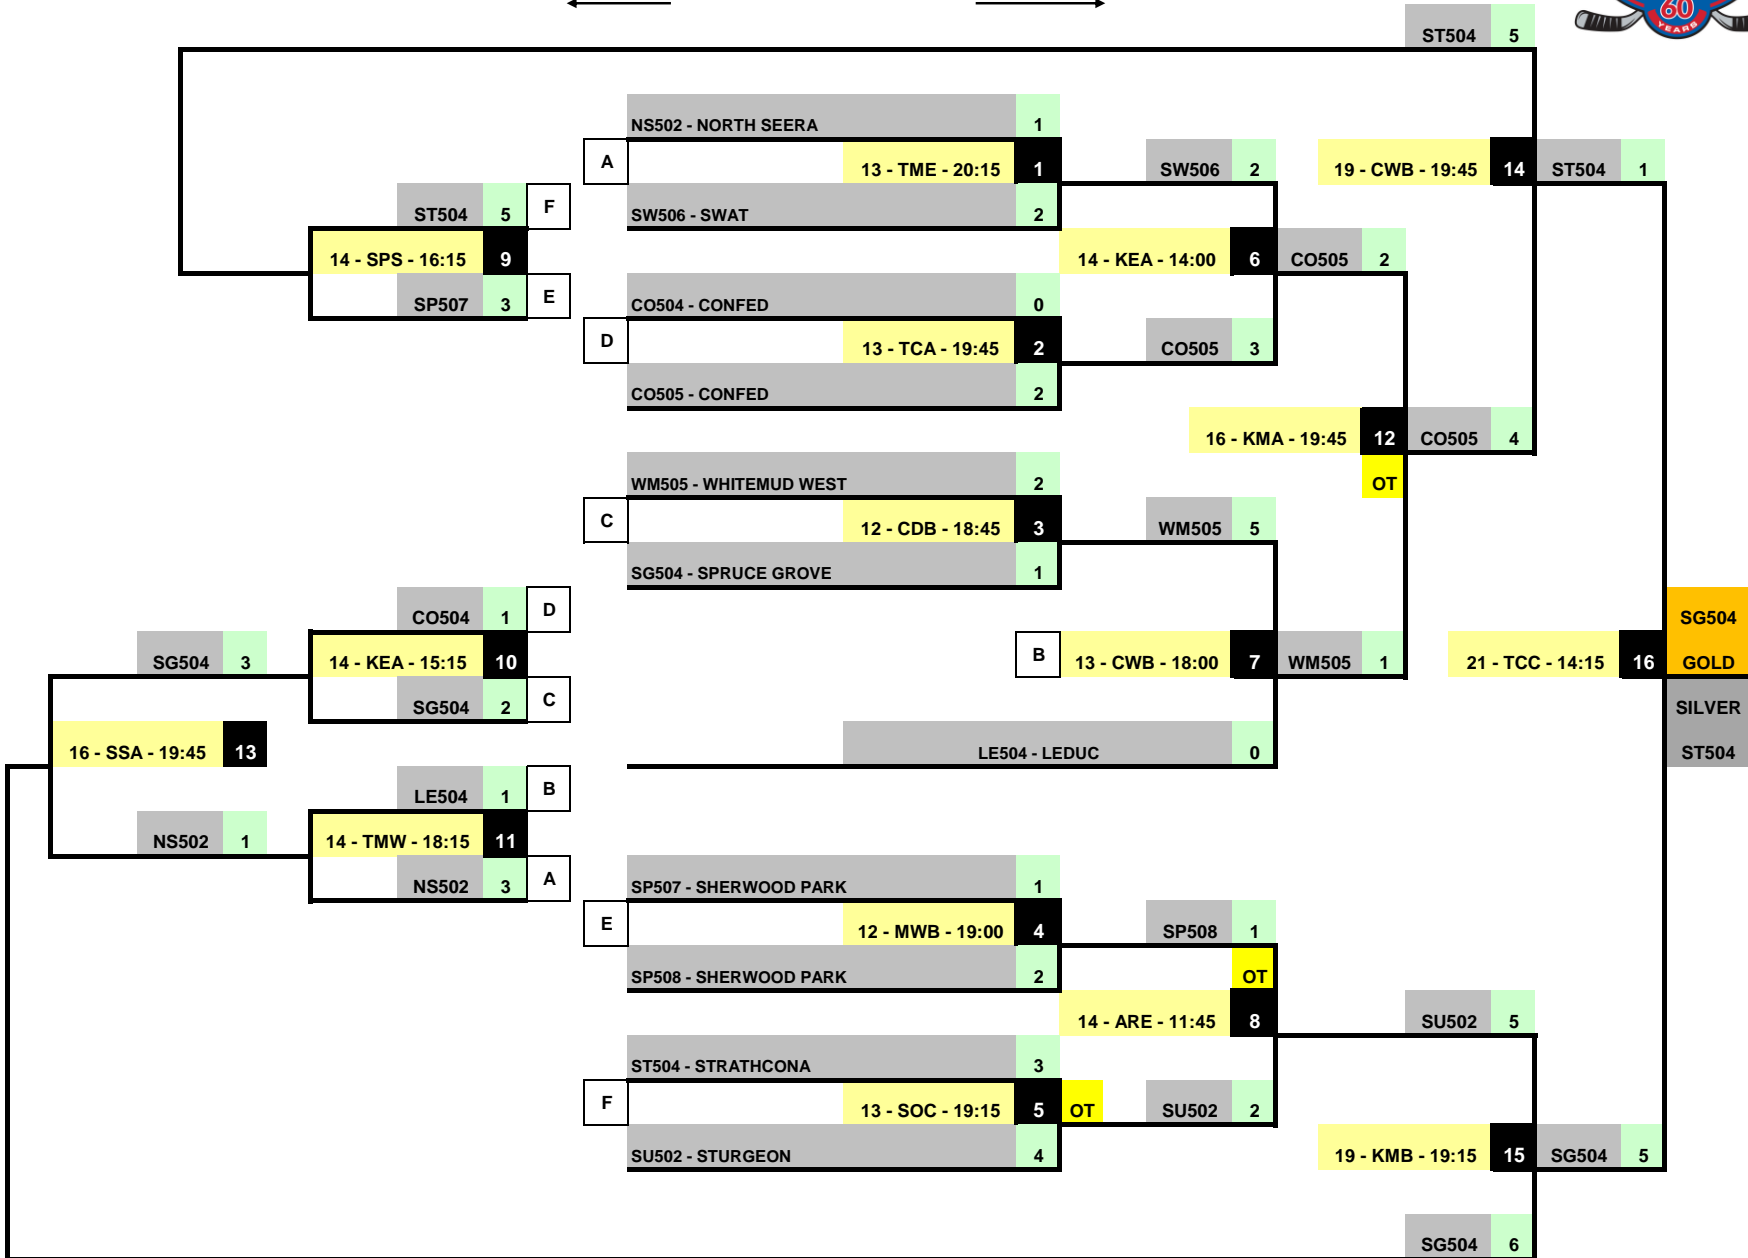 60
YEARS
ST504 5
NS502 - NORTH SEERA 1
A 13 - TME - 20:15 1 SW506 2 19 - CWB - 19:45 14 ST504 1
ST504 5 F SW506 - SWAT 2
14 - SPS - 16:15 9 14 - KEA - 14:00 6 CO505 2
SP507 3 E CO504 - CONFED 0
D 13 - TCA - 19:45 2 CO505 3
CO505 - CONFED 2
16 - KMA - 19:45 12 CO505 4
WM505 - WHITEMUD WEST 2 OT
C 12 - CDB - 18:45 3 WM505 5
SG504 - SPRUCE GROVE 1
CO504 1 D SG504
SG504 3 14 - KEA - 15:15 10 B 13 - CWB - 18:00 7 WM505 1 21 - TCC - 14:15 16 GOLD
SG504 2 C SILVER
16 - SSA - 19:45 13 LE504 - LEDUC 0 ST504
LE504 1 B
NS502 1 14 - TMW - 18:15 11
NS502 3 A SP507 - SHERWOOD PARK 1
E 12 - MWB - 19:00 4 SP508 1
SP508 - SHERWOOD PARK 2 OT
14 - ARE - 11:45 8 SU502 5
ST504 - STRATHCONA 3
F 13 - SOC - 19:15 5 OT SU502 2
SU502 - STURGEON 4 19 - KMB - 19:15 15 SG504 5
SG504 6